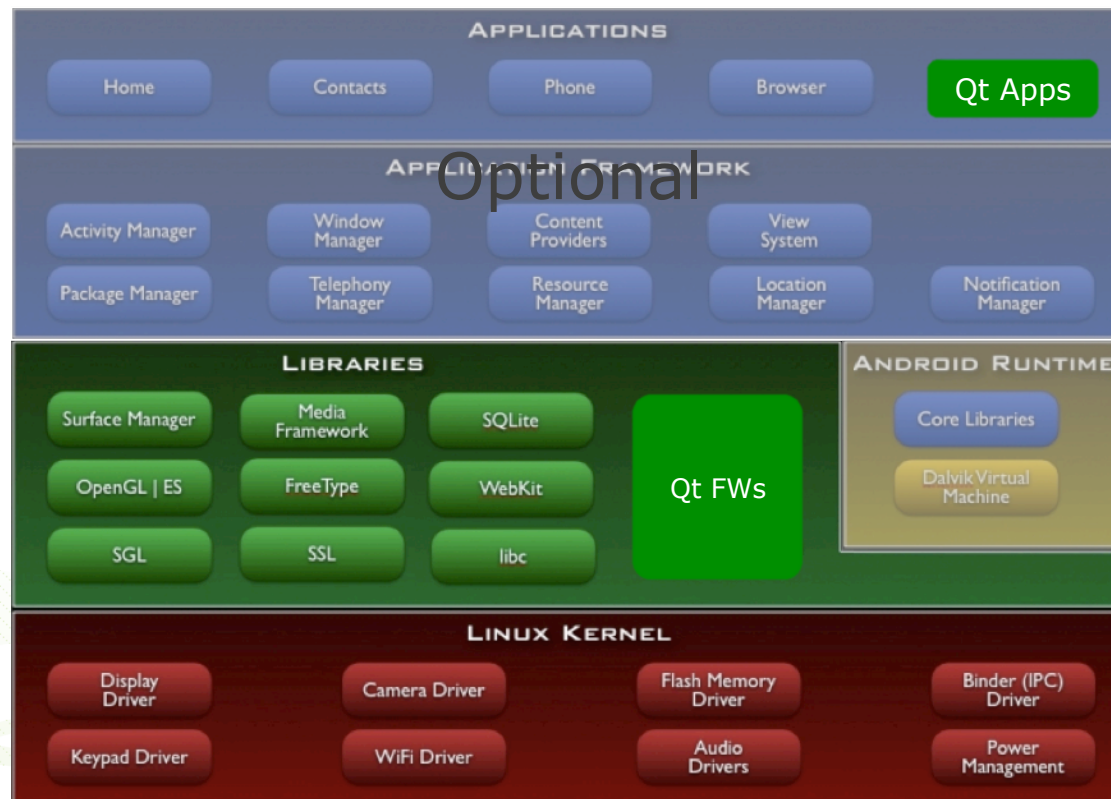 APPLICATIONS
Home
Contacts
Phone
Browser
Qt Apps
APPLICATION FRAMEWORK
Optional
Activity Manager
Window
Manager
Content
Providers
View
System
Package Manager
Telephony
Manager
Resource
Manager
Location
Manager
Notification
Manager
LIBRARIES
Surface Manager
Media
Framework
SQLite
OpenGL | ES
FreeType
WebKit
SGL
SSL
libc
Qt FWs
ANDROID RUNTIME
Core Libraries
Dalvik Virtual
Machine
LINUX KERNEL
Display
Driver
Camera Driver
Flash Memory
Driver
Binder (IPC)
Driver
Keypad Driver
WiFi Driver
Audio
Drivers
Power
Management